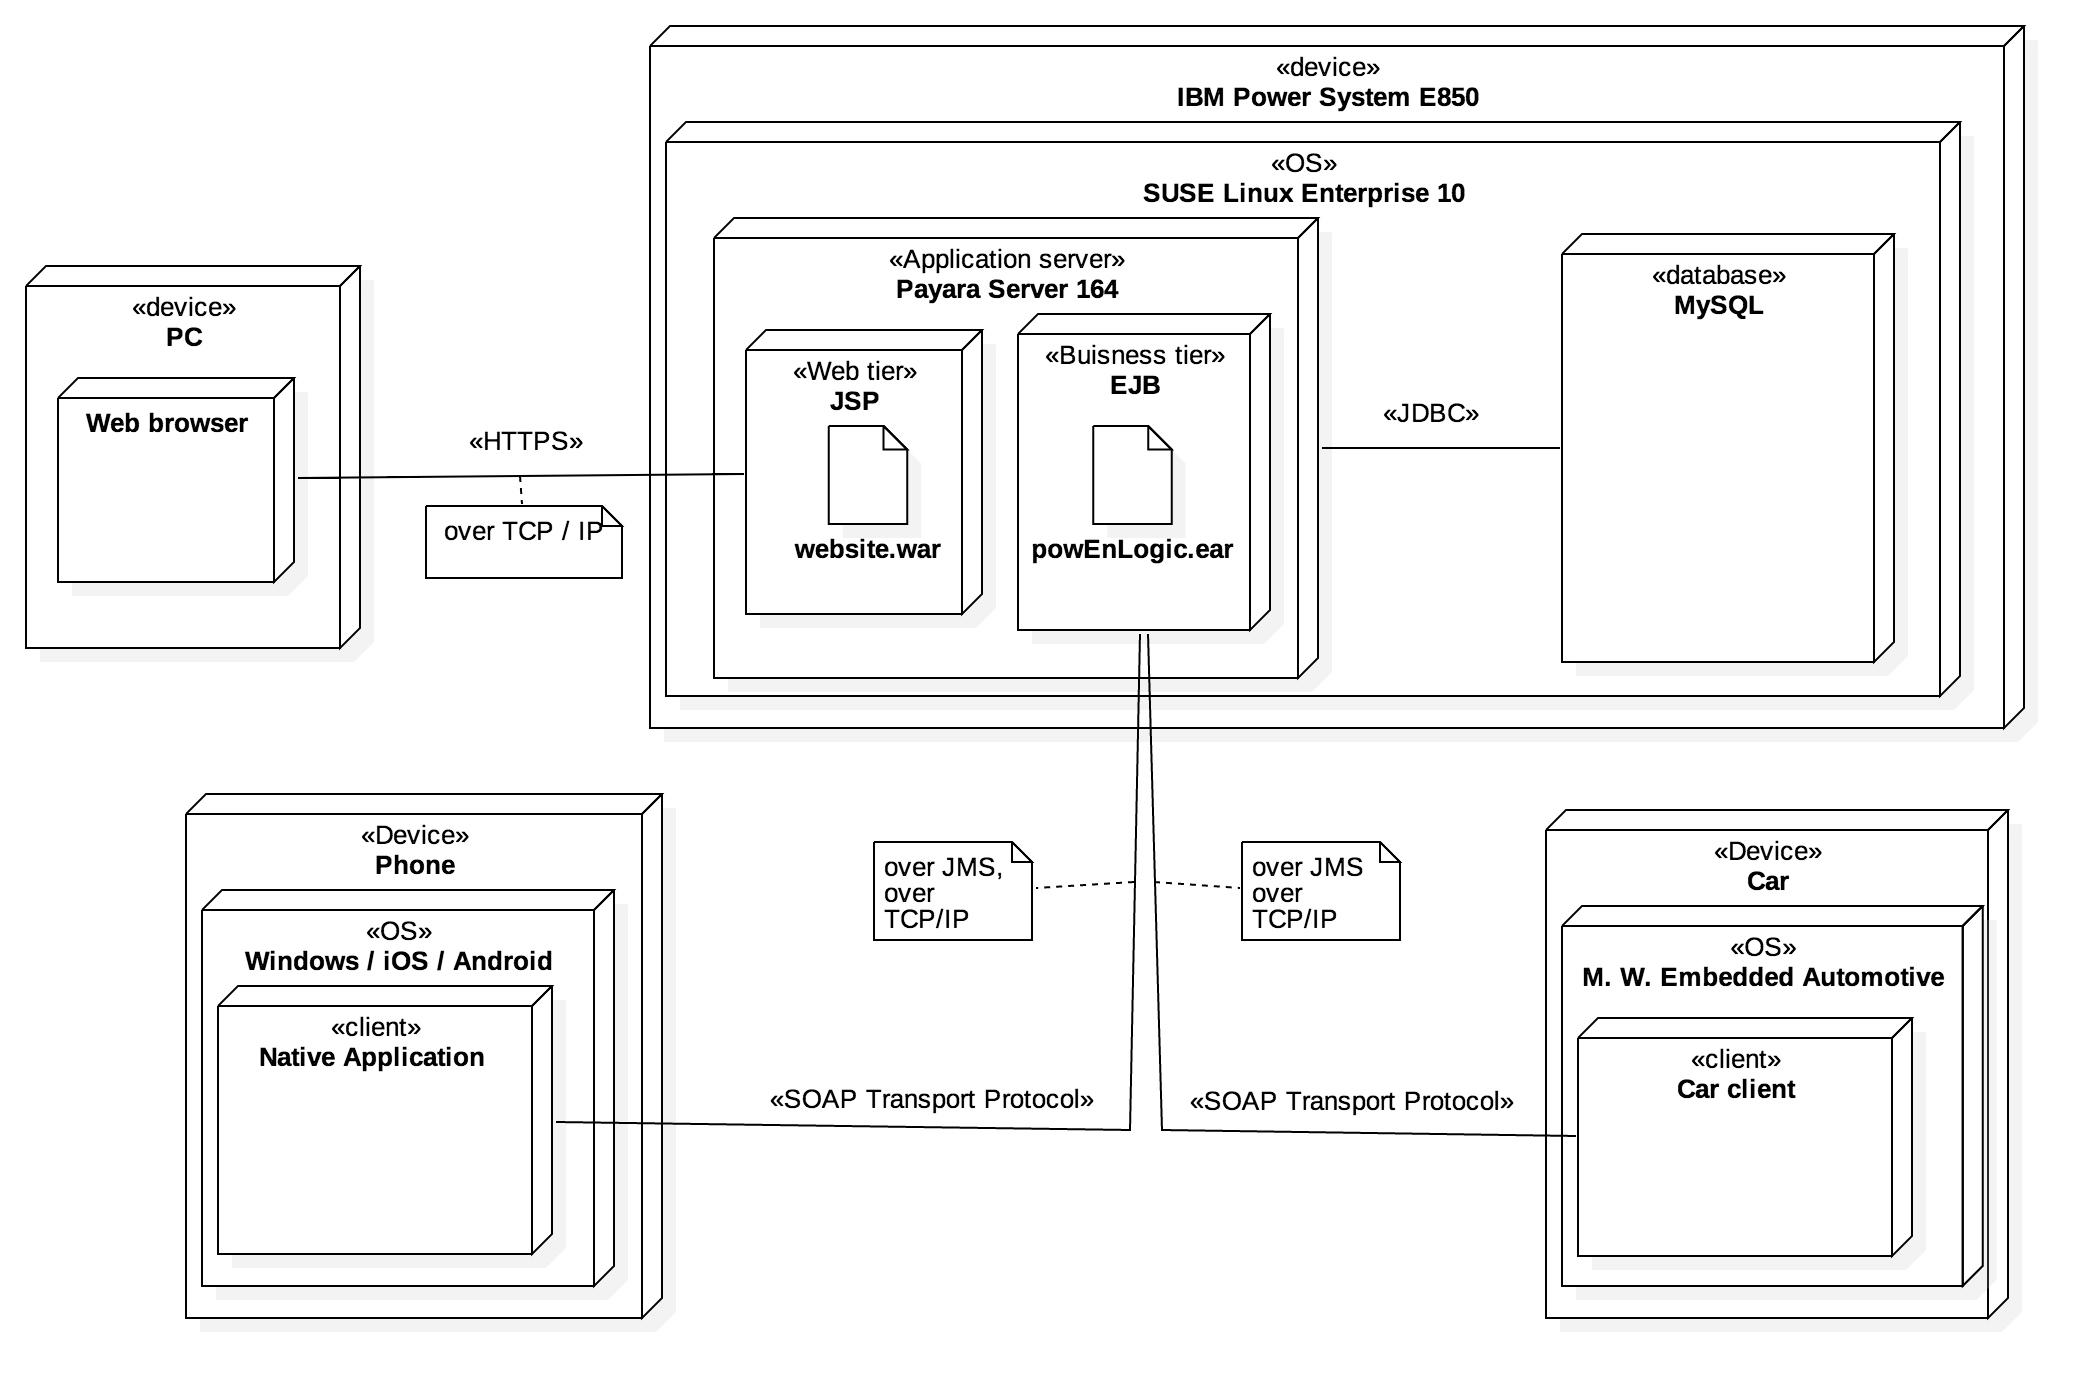 «device»
IBM Power System E850
«OS»
SUSE Linux Enterprise 10
«Application server»
Payara Server 164
«Web tier»
JSP
website.war
«Buisness tier»
EJB
powEnLogic.ear
«JDBC»
«database»
MySQL
«device»
PC
Web browser
«HTTPS»
over TCP / IP
«Device»
Phone
«OS»
Windows / iOS / Android
«client»
Native Application
over JMS,
over
TCP/IP
over JMS
over
TCP/IP
«SOAP Transport Protocol»
«SOAP Transport Protocol»
«Device»
Car
«OS»
M. W. Embedded Automotive
«client»
Car client